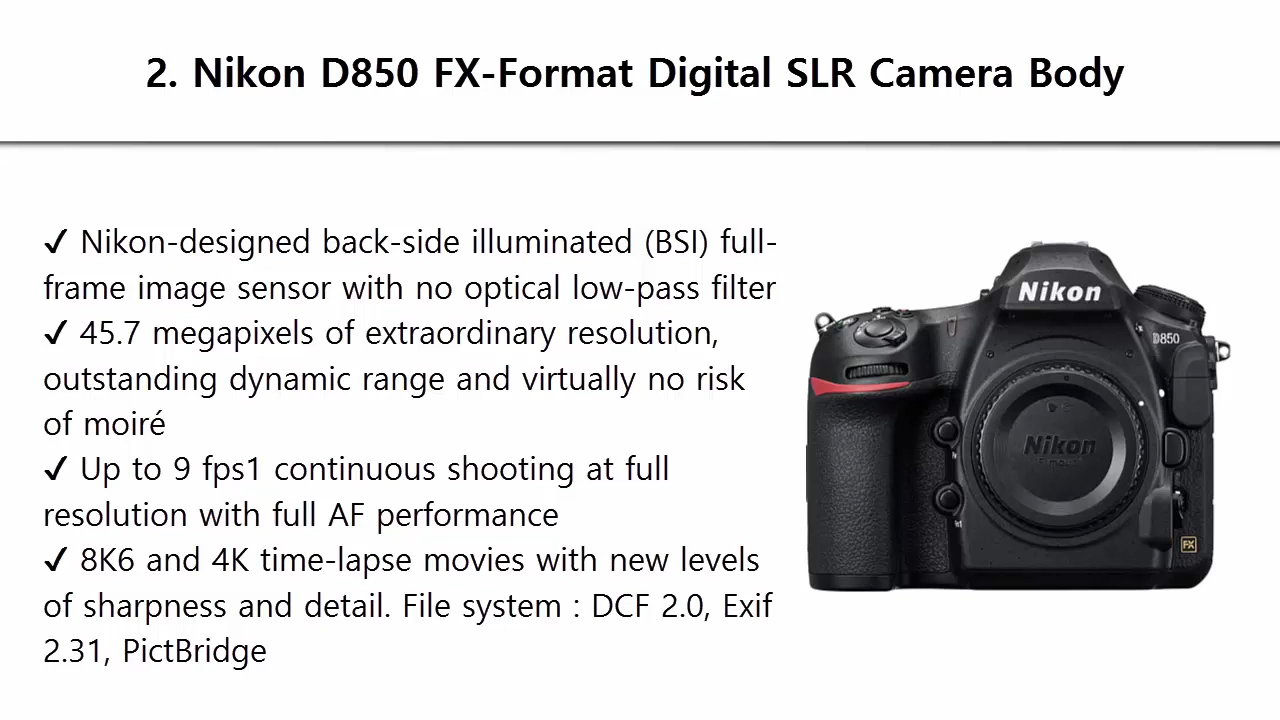 2. Nikon D850 FX-Format Digital SLR Camera Body
✔ Nikon-designed back-side illuminated (BSI) full-
frame image sensor with no optical low-pass filter
✔ 45.7 megapixels of extraordinary resolution,
outstanding dynamic range and virtually no risk
of moiré
✔ Up to 9 fps1 continuous shooting at full
resolution with full AF performance
✔ 8K6 and 4K time-lapse movies with new levels
of sharpness and detail. File system : DCF 2.0, Exif
2.31, PictBridge
Nikon
D850
Nikon
FX